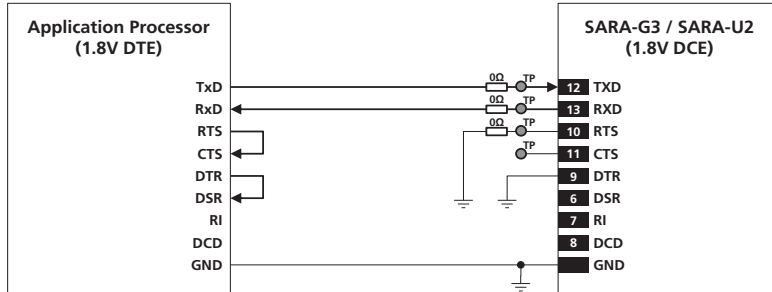 Application Processor
(1.8V DTE)
SARA-G3 / SARA-U2
(1.8V DCE)
TxD 0Ω TP 12 TXD
RxD 0Ω TP 13 RXD
RTS 0Ω TP 10 RTS
CTS TP 11 CTS
DTR 9 DTR
DSR 6 DSR
RI 7 RI
DCD 8 DCD
GND GND